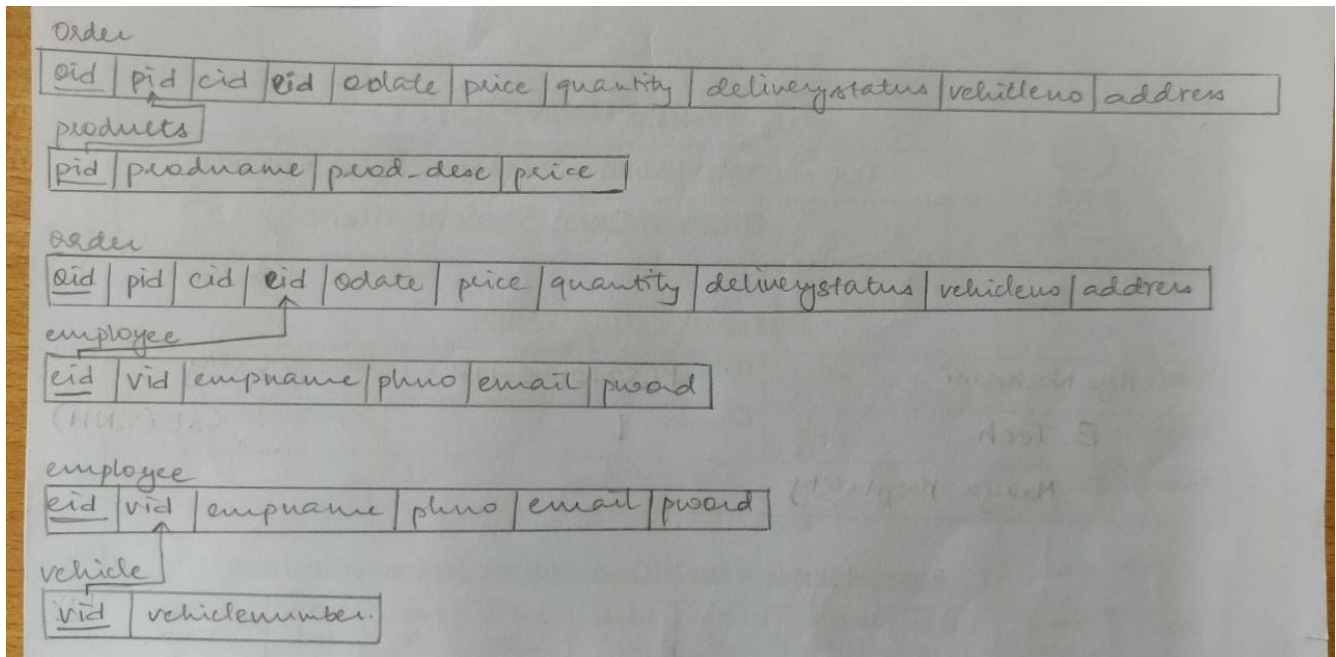 order
oid pid cid eid odate price quantity deliverystatus vehilleno address
products
pid prodname prod_desc price
order
oid pid cid eid odate price quantity deliverystatus vehicleno address
employee
eid vid empname phno email pword
employee
eid vid empname phno email pword
vehicle
vid vehiclenumber.